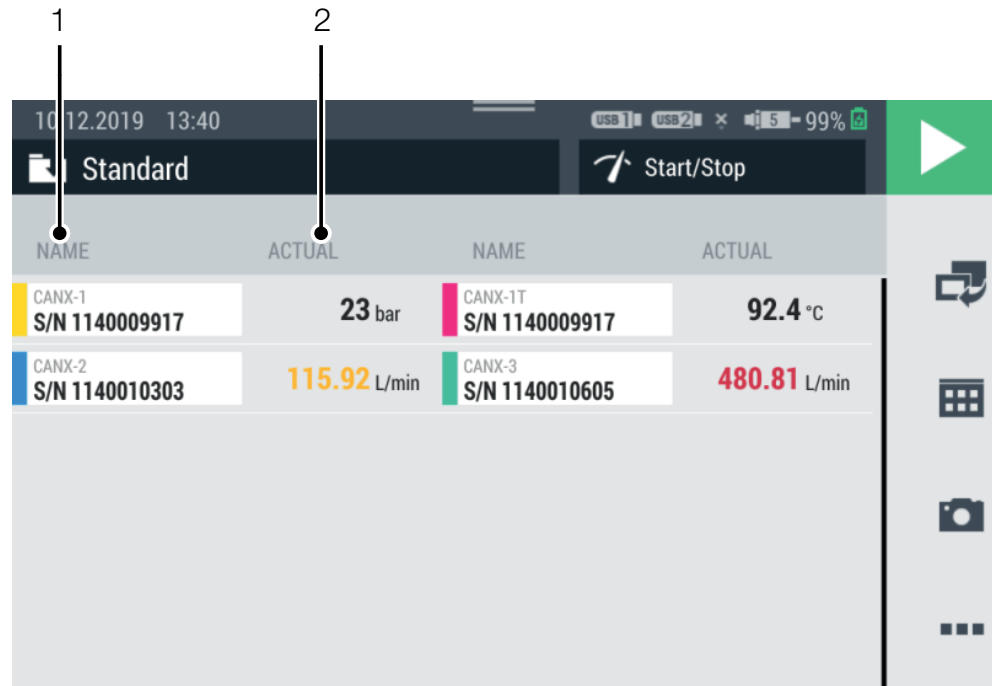 1 2
10.12.2019 13:40 USB 1 USB 2 5 99%
Standard Start/Stop
NAME ACTUAL NAME ACTUAL
CANX-1 CANX-1T
S/N 1140009917 23 bar S/N 1140009917 92.4 °C
CANX-2 CANX-3
S/N 1140010303 115.92 L/min S/N 1140010605 480.81 L/min